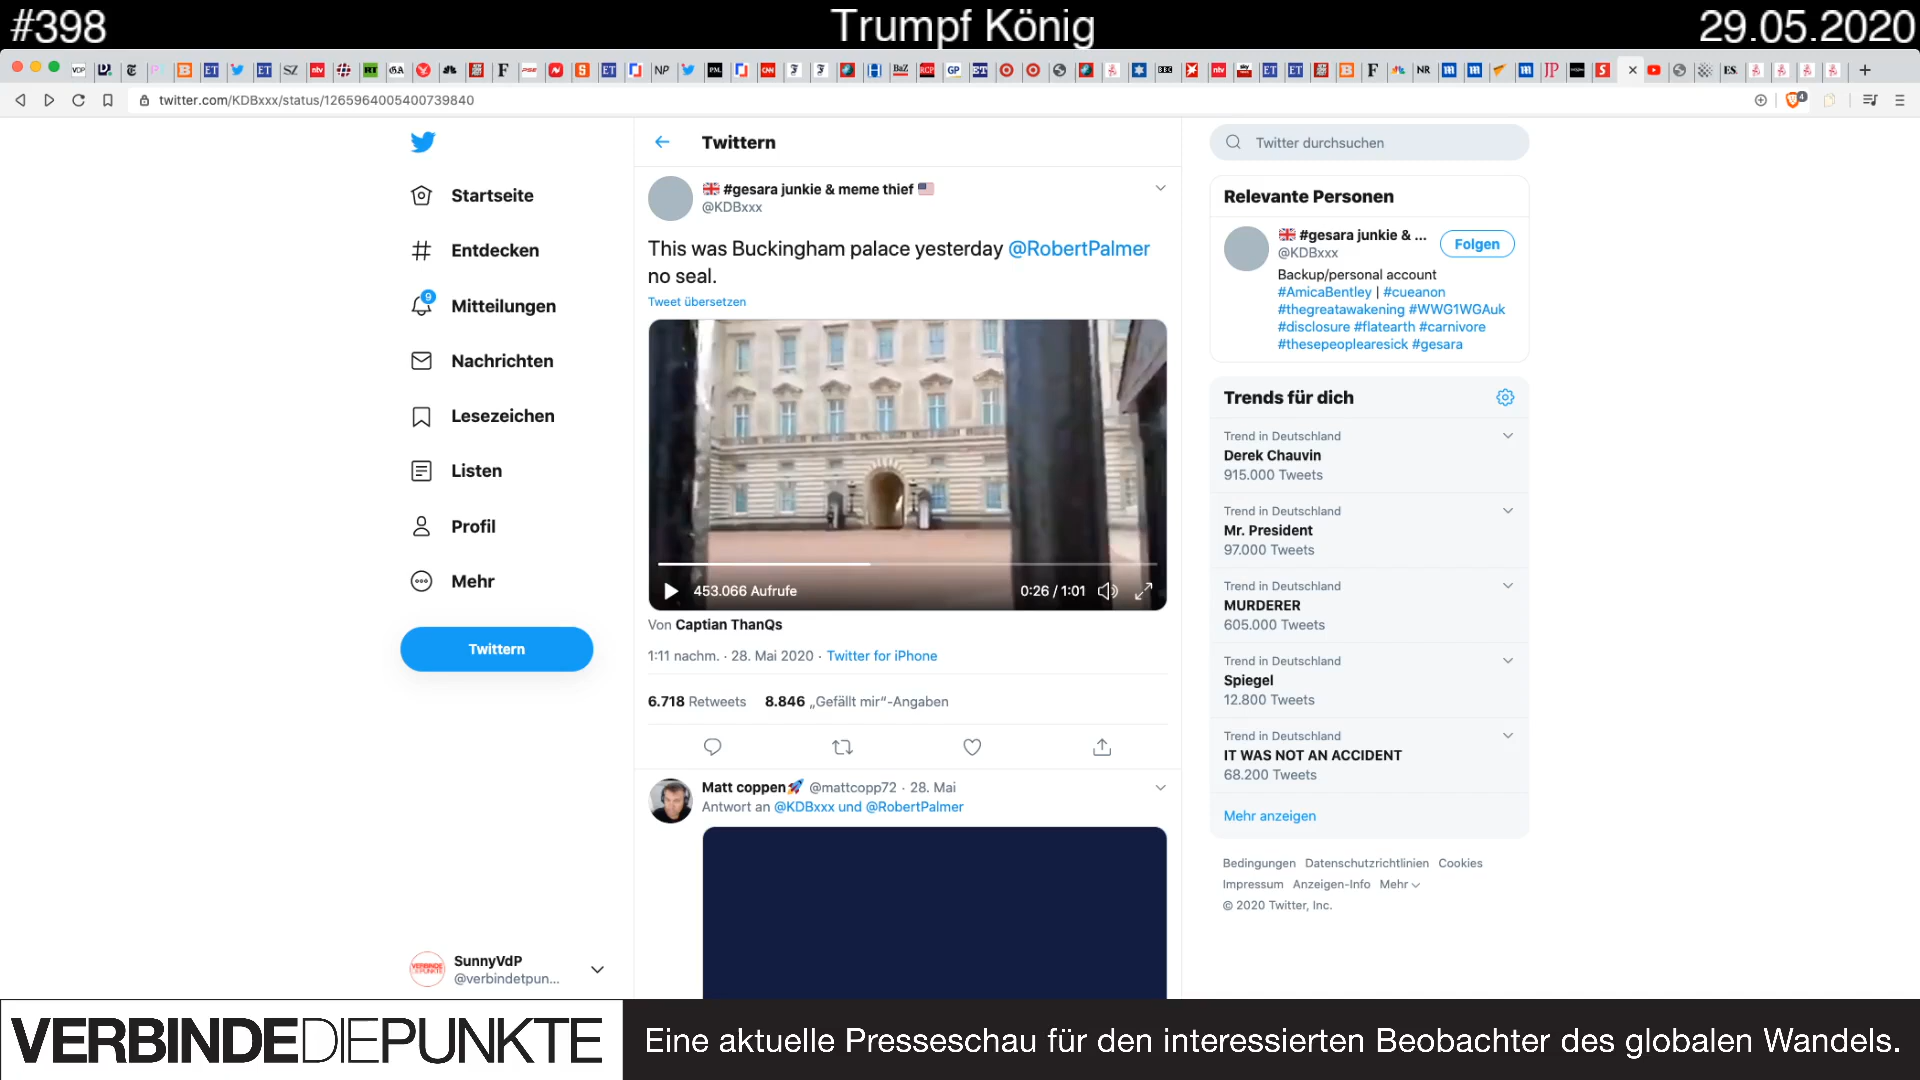 #398
Trumpf König
29.05.2020
twitter.com/KDBxxx/status/1265964005400739840
Startseite
Entdecken
9
Mitteilungen
Nachrichten
Lesezeichen
Listen
Profil
Mehr
Twittern
SunnyVdP
@verbindetpun...
Twittern
🇬🇧 #gesara junkie & meme thief 🇺🇸
@KDBxxx
This was Buckingham palace yesterday @RobertPalmer
no seal.
Tweet übersetzen
453.066 Aufrufe
0:26 / 1:01
Von Captian ThanQs
1:11 nachm. · 28. Mai 2020 · Twitter for iPhone
6.718 Retweets 8.846 „Gefällt mir“-Angaben
Matt coppen🚀 @mattcopp72 · 28. Mai
Antwort an @KDBxxx und @RobertPalmer
Twitter durchsuchen
Relevante Personen
🇬🇧 #gesara junkie & ...
@KDBxxx
Folgen
Backup/personal account
#AmicaBentley | #cueanon
#thegreatawakening #WWG1WGAuk
#disclosure #flatearth #carnivore
#thesepeoplearesick #gesara
Trends für dich
Trend in Deutschland
Derek Chauvin
915.000 Tweets
Trend in Deutschland
Mr. President
97.000 Tweets
Trend in Deutschland
MURDERER
605.000 Tweets
Trend in Deutschland
Spiegel
12.800 Tweets
Trend in Deutschland
IT WAS NOT AN ACCIDENT
68.200 Tweets
Mehr anzeigen
Bedingungen Datenschutzrichtlinien Cookies
Impressum Anzeigen-Info Mehr
© 2020 Twitter, Inc.
VERBINDEDIEPUNKTE
Eine aktuelle Presseschau für den interessierten Beobachter des globalen Wandels.